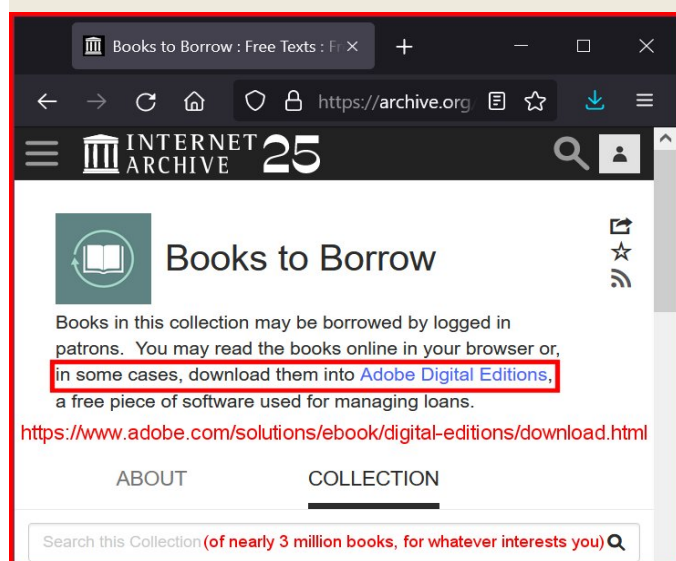 Books to Borrow : Free Texts : Fr
https://archive.org
INTERNET
ARCHIVE
25
Books to Borrow
Books in this collection may be borrowed by logged in
patrons. You may read the books online in your browser or,
in some cases, download them into Adobe Digital Editions,
a free piece of software used for managing loans.
https://www.adobe.com/solutions/ebook/digital-editions/download.html
ABOUT COLLECTION
Search this Collection (of nearly 3 million books, for whatever interests you)